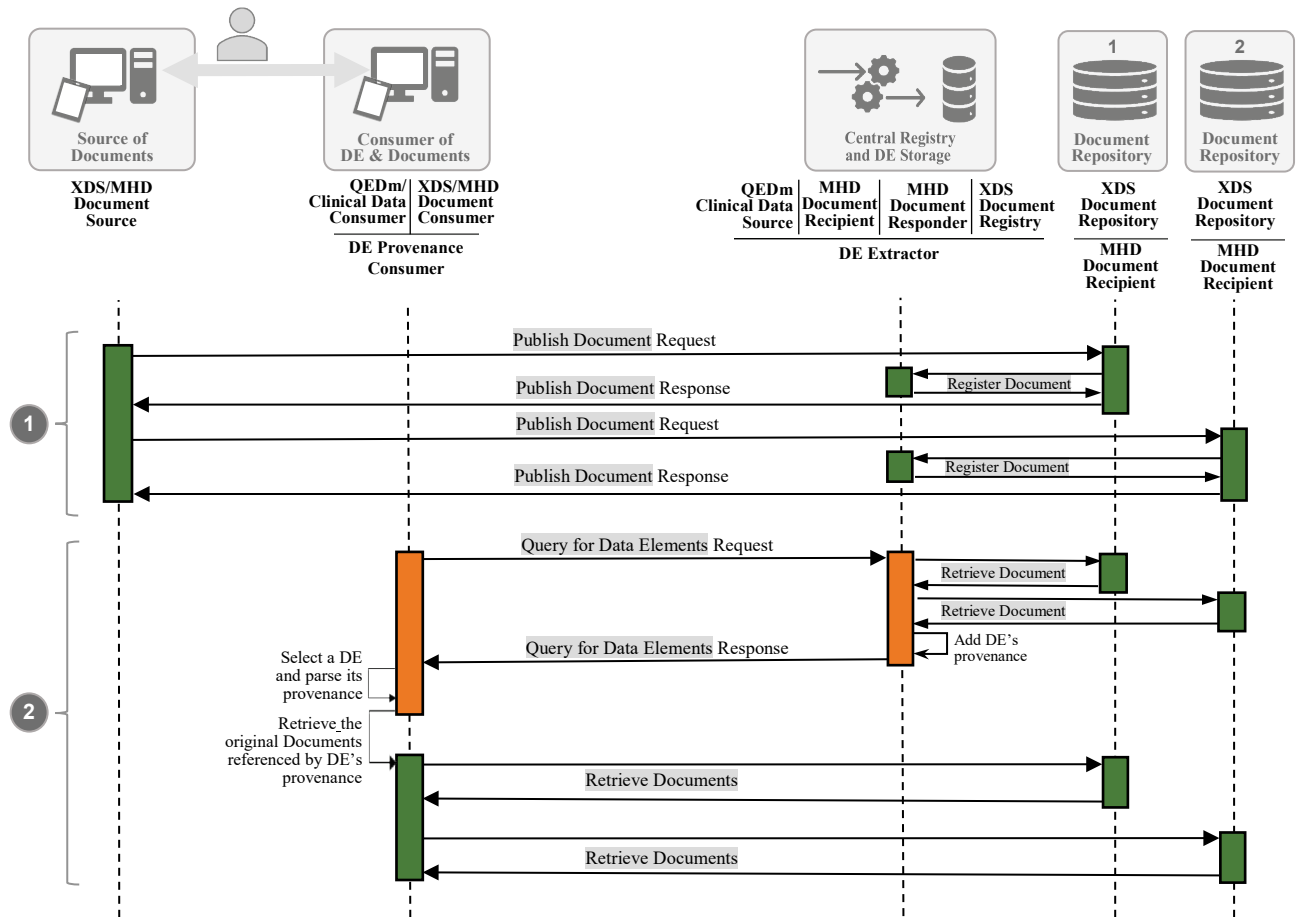 1
2
Source of
Documents
Consumer of
DE & Documents
Central Registry
and DE Storage
Document
Repository
Document
Repository
XDS/MHD
Document
Source
QEDm/
Clinical Data
Consumer
XDS/MHD
Document
Consumer
DE Provenance
Consumer
QEDm
Clinical Data
Source
MHD
Document
Recipient
MHD
Document
Responder
XDS
Document
Registry
DE Extractor
XDS
Document
Repository
MHD
Document
Recipient
XDS
Document
Repository
MHD
Document
Recipient
1
Publish Document Request
Register Document
Publish Document Response
Publish Document Request
Register Document
Publish Document Response
2
Query for Data Elements Request
Retrieve Document
Retrieve Document
Add DE’s
provenance
Query for Data Elements Response
Select a DE
and parse its
provenance
Retrieve the
original Documents
referenced by DE’s
provenance
Retrieve Documents
Retrieve Documents